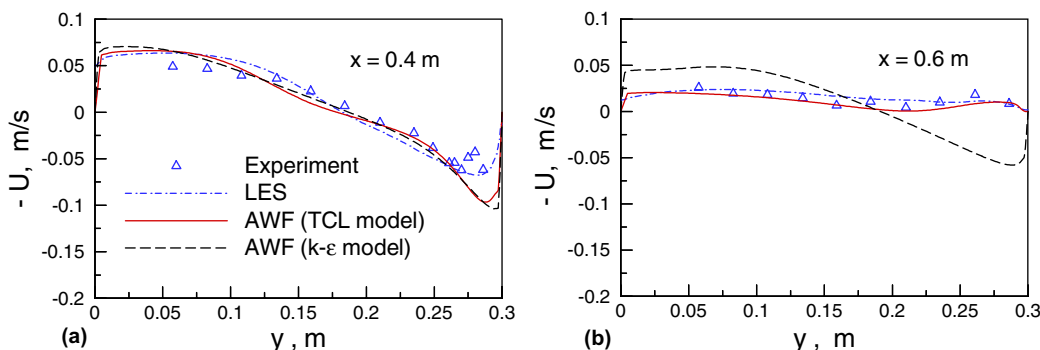 0.1
0.05
0
-0.05
-0.1
-0.15
-0.2
- U, m/s
x = 0.4 m
Experiment
LES
AWF (TCL model)
AWF (k-ε model)
0 0.05 0.1 0.15 0.2 0.25 0.3
(a)
y , m
0.1
0.05
0
-0.05
-0.1
-0.15
-0.2
- U, m/s
x = 0.6 m
0 0.05 0.1 0.15 0.2 0.25 0.3
(b)
y , m